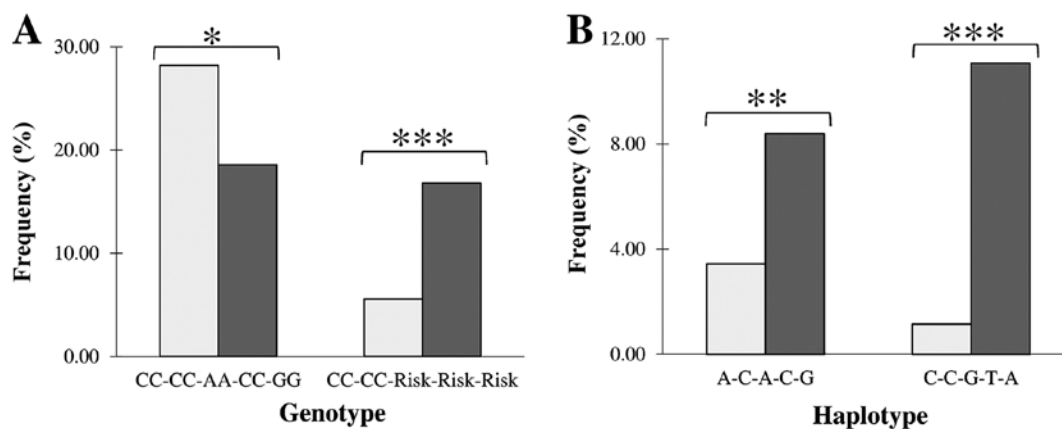 A
*
30.00
***
20.00
10.00
0.00
Frequency (%)
CC-CC-AA-CC-GG CC-CC-Risk-Risk-Risk
Genotype
B
12.00
***
**
8.00
4.00
0.00
Frequency (%)
A-C-A-C-G C-C-G-T-A
Haplotype